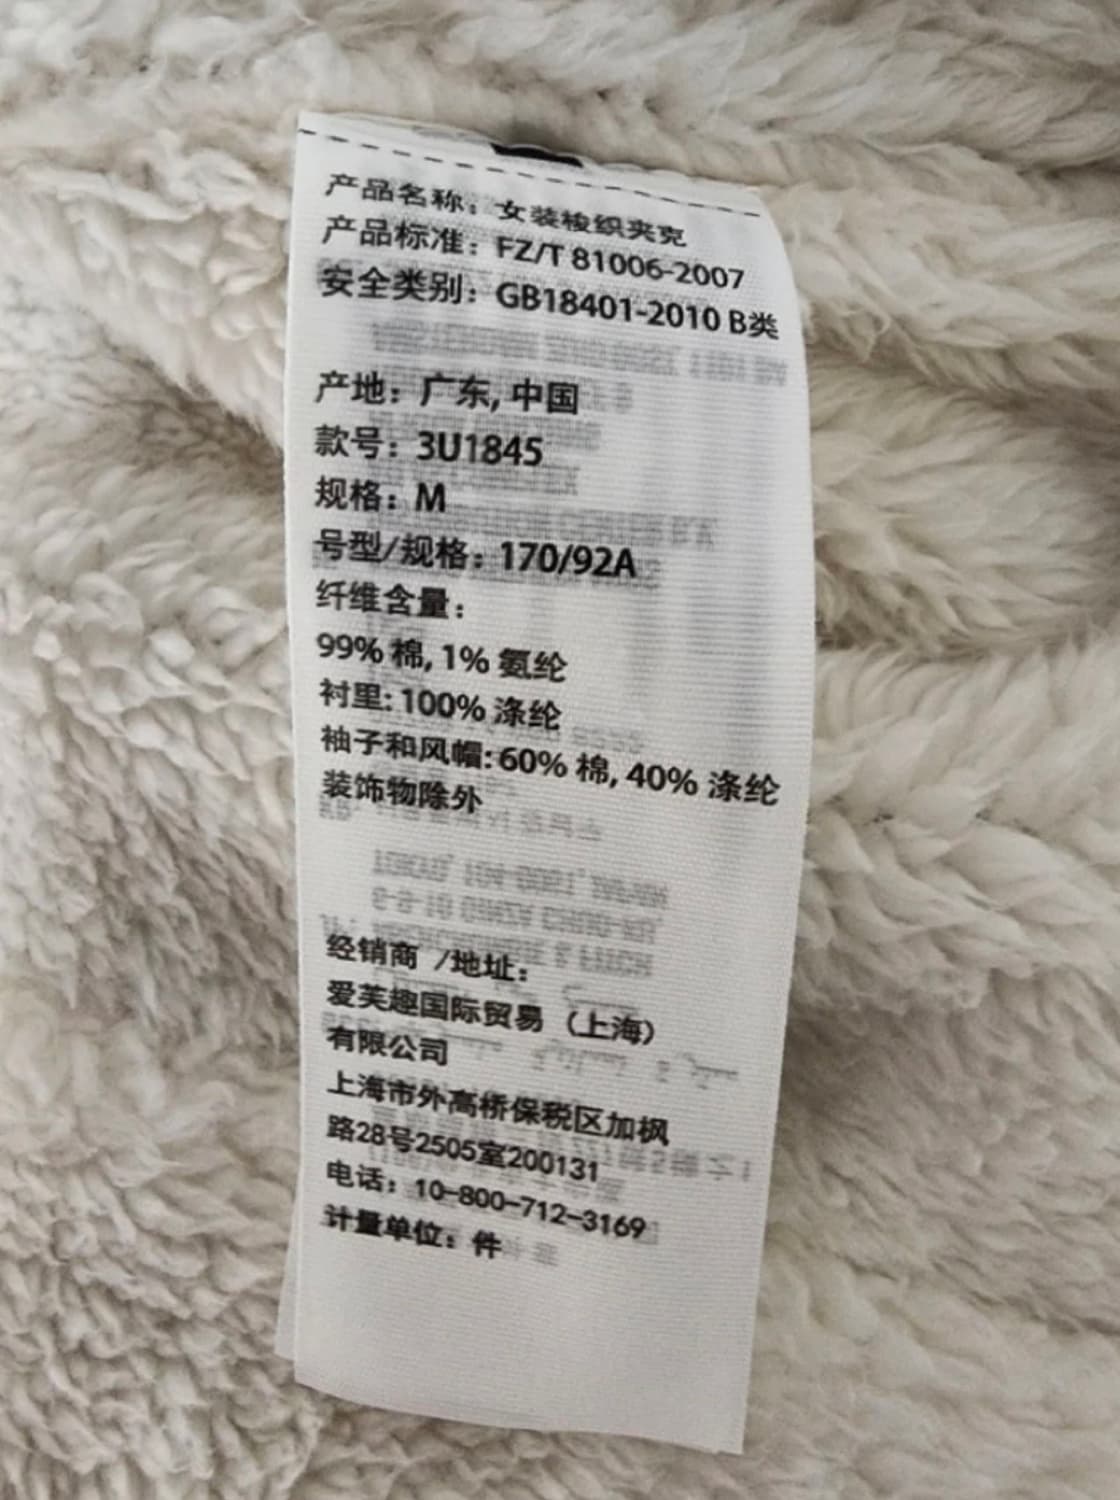 产品名称：女装梭织夹克
产品标准：FZ/T 81006-2007
安全类别：GB18401-2010 B类
产地：广东, 中国
款号：3U1845
规格：M
号型/规格：170/92A
纤维含量：
99% 棉, 1% 氨纶
衬里: 100% 涤纶
袖子和风帽: 60% 棉, 40% 涤纶
装饰物除外
经销商 /地址：
爱芙趣国际贸易（上海）
有限公司
上海市外高桥保税区加枫
路28号2505室200131
电话：10-800-712-3169
计量单位：件